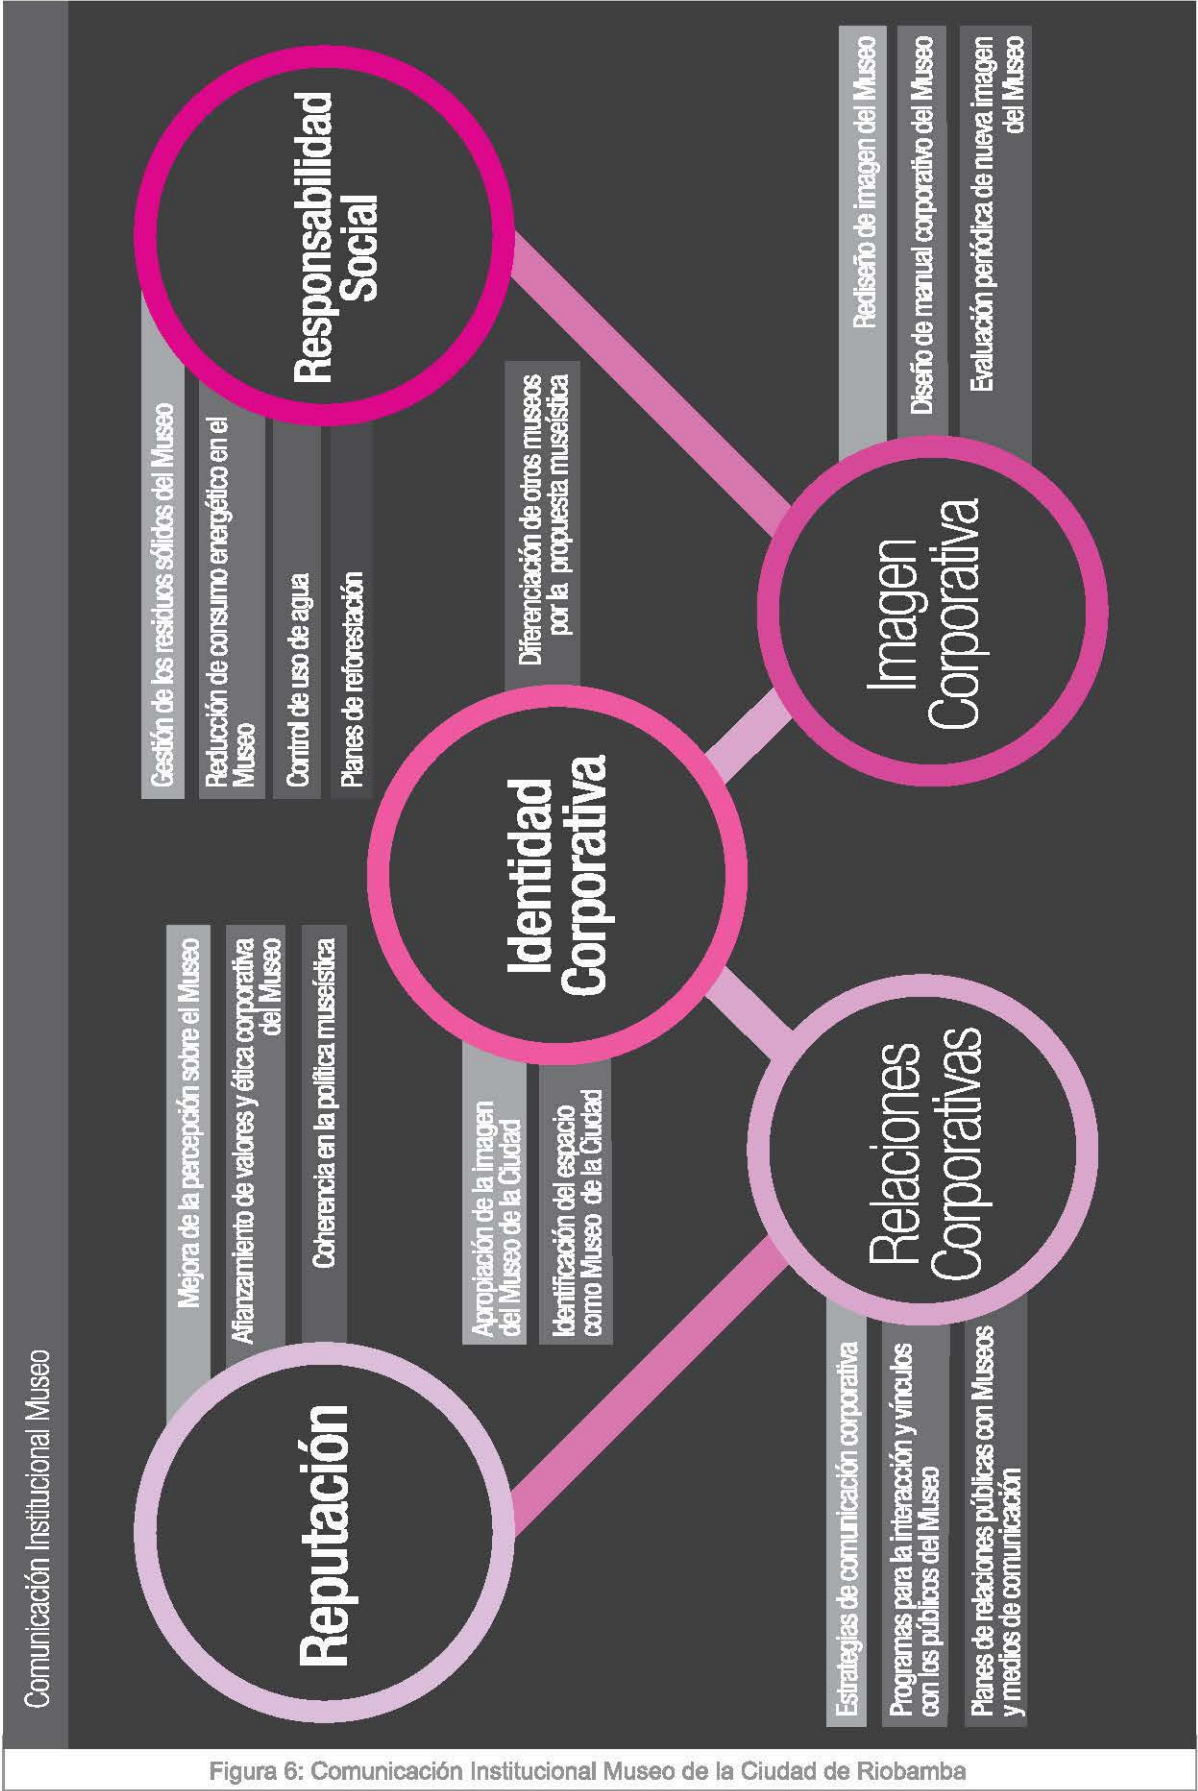 Comunicación Institucional Museo
Reputación
Mejora de la percepción sobre el Museo
Afianzamiento de valores y ética corporativa
del Museo
Coherencia en la política museística
Responsabilidad
Social
Gestión de los residuos sólidos del Museo
Reducción de consumo energético en el
Museo
Control de uso de agua
Planes de reforestación
Identidad
Corporativa
Apropiación de la imagen
del Museo de la Ciudad
Identificación del espacio
como Museo de la Ciudad
Diferenciación de otros museos
por la propuesta museística
Relaciones
Corporativas
Estrategias de comunicación corporativa
Programas para la interacción y vínculos
con los públicos del Museo
Planes de relaciones públicas con Museos
y medios de comunicación
Imagen
Corporativa
Rediseño de imagen del Museo
Diseño de manual corporativo del Museo
Evaluación periódica de nueva imagen
del Museo
Figura 6: Comunicación Institucional Museo de la Ciudad de Riobamba